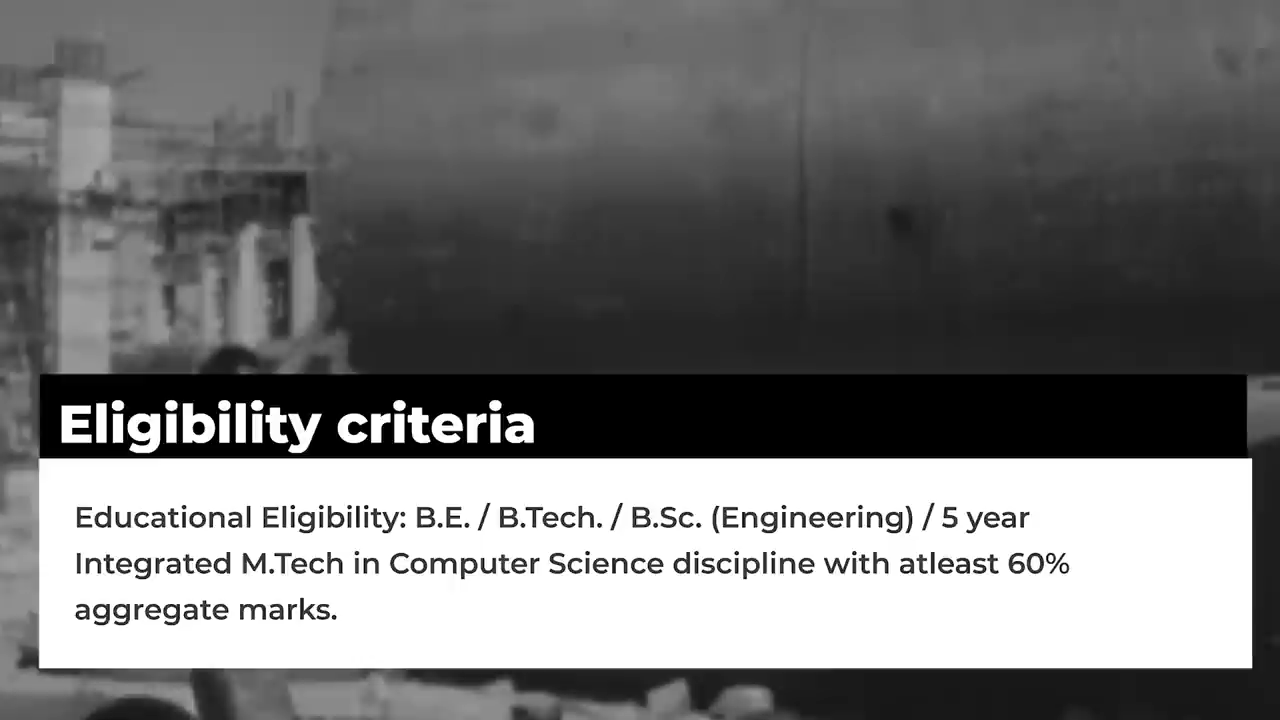 Eligibility criteria
Educational Eligibility: B.E. / B.Tech. / B.Sc. (Engineering) / 5 year
Integrated M.Tech in Computer Science discipline with atleast 60%
aggregate marks.